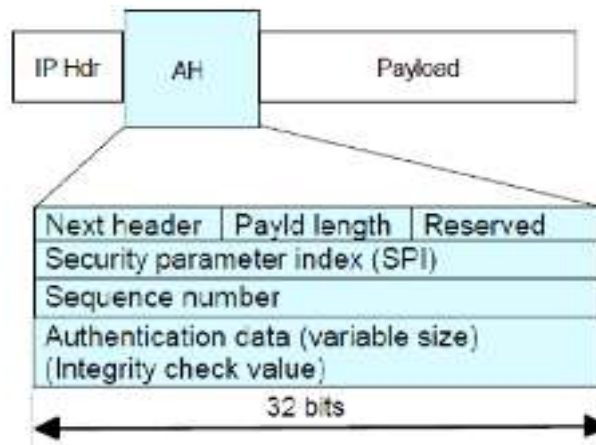 IP Hdr AH Payload
Next header Payld length Reserved
Security parameter index (SPI)
Sequence number
Authentication data (variable size)
(Integrity check value)
32 bits